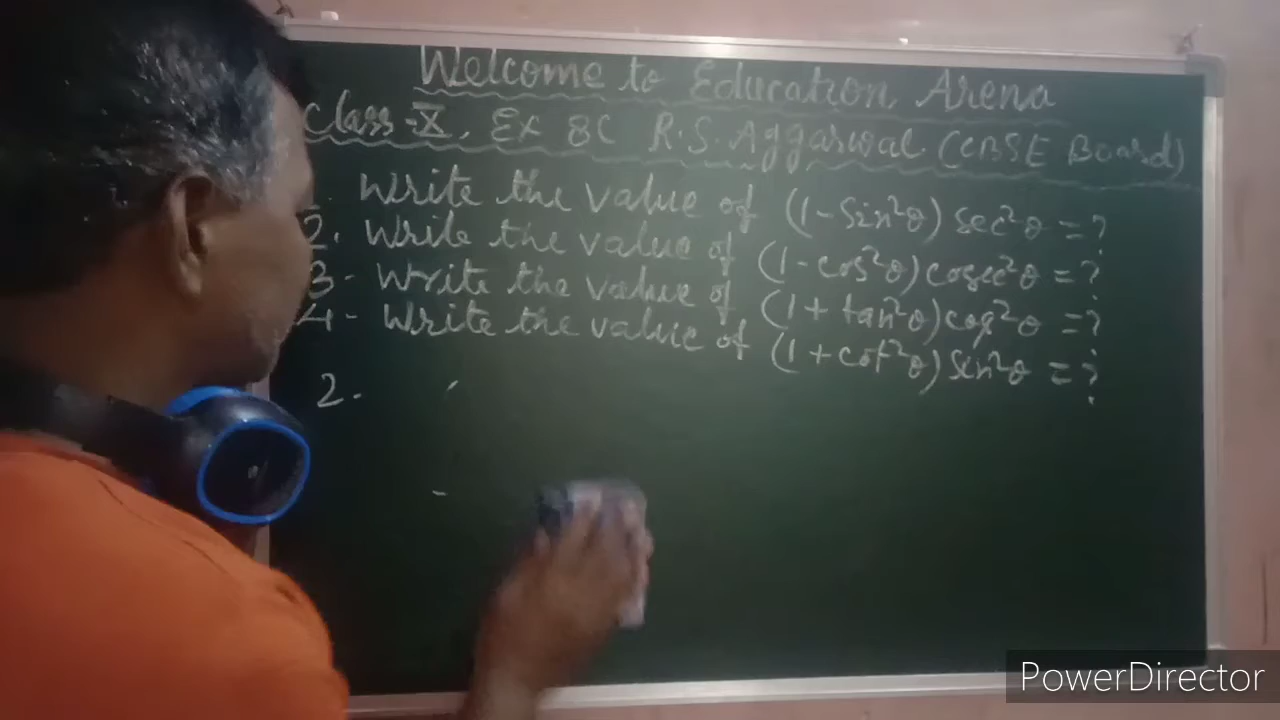 Welcome to Education Arena
Class-X, Ex 8C R.S. Aggarwal (CBSE Board)
. Write the value of (1-Sin²θ) sec²θ = ?
2. Write the value of (1-cos²θ) cosec²θ = ?
3- Write the value of (1 + tan²θ) cos²θ = ?
4- Write the value of (1 + cot²θ) Sin²θ = ?
2.
PowerDirector